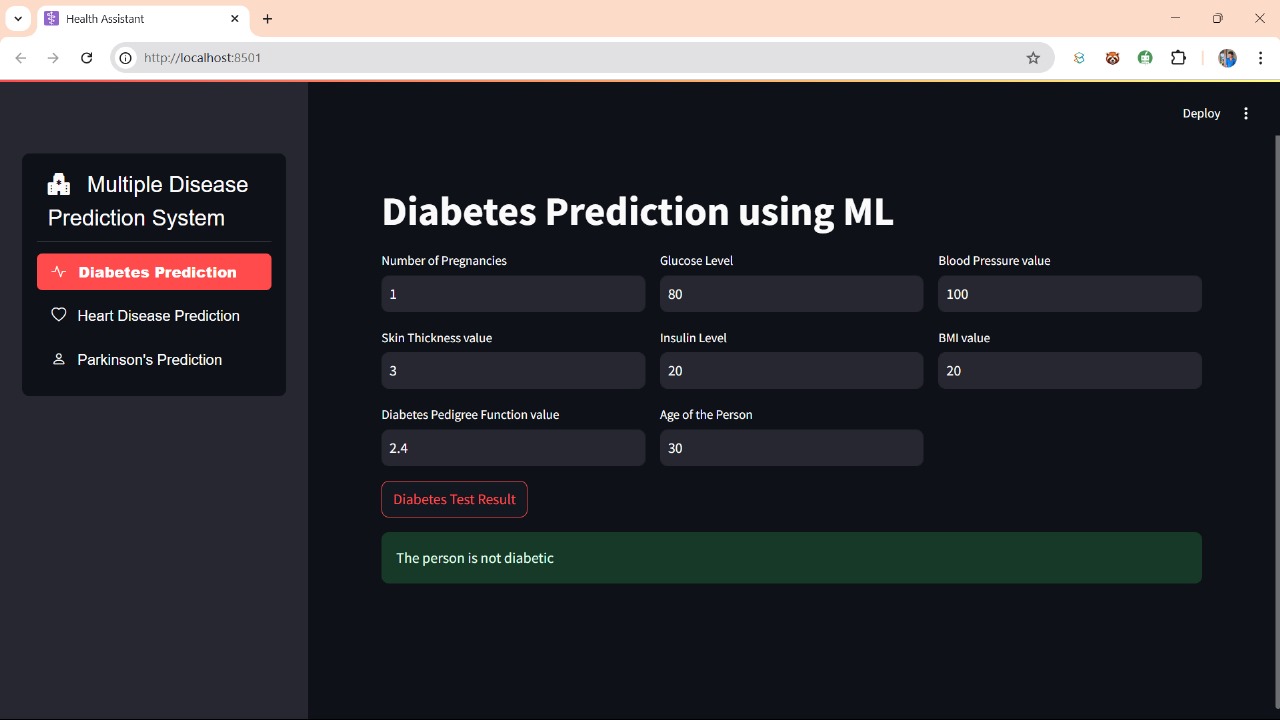 Health Assistant
http://localhost:8501
Deploy
Multiple Disease
Prediction System
Diabetes Prediction
Heart Disease Prediction
Parkinson's Prediction
Diabetes Prediction using ML
Number of Pregnancies Glucose Level Blood Pressure value
1 80 100
Skin Thickness value Insulin Level BMI value
3 20 20
Diabetes Pedigree Function value Age of the Person
2.4 30
Diabetes Test Result
The person is not diabetic